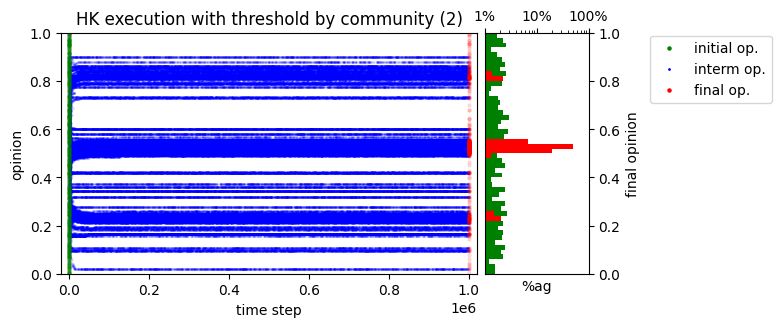 HK execution with threshold by community (2)
1% 10% 100%
1.0 1.0
0.8 0.8
0.6 0.6
0.4 0.4
0.2 0.2
0.0 0.0
opinion
final opinion
0.0 0.2 0.4 0.6 0.8 1.0
1e6
time step
%ag
initial op.
interm op.
final op.